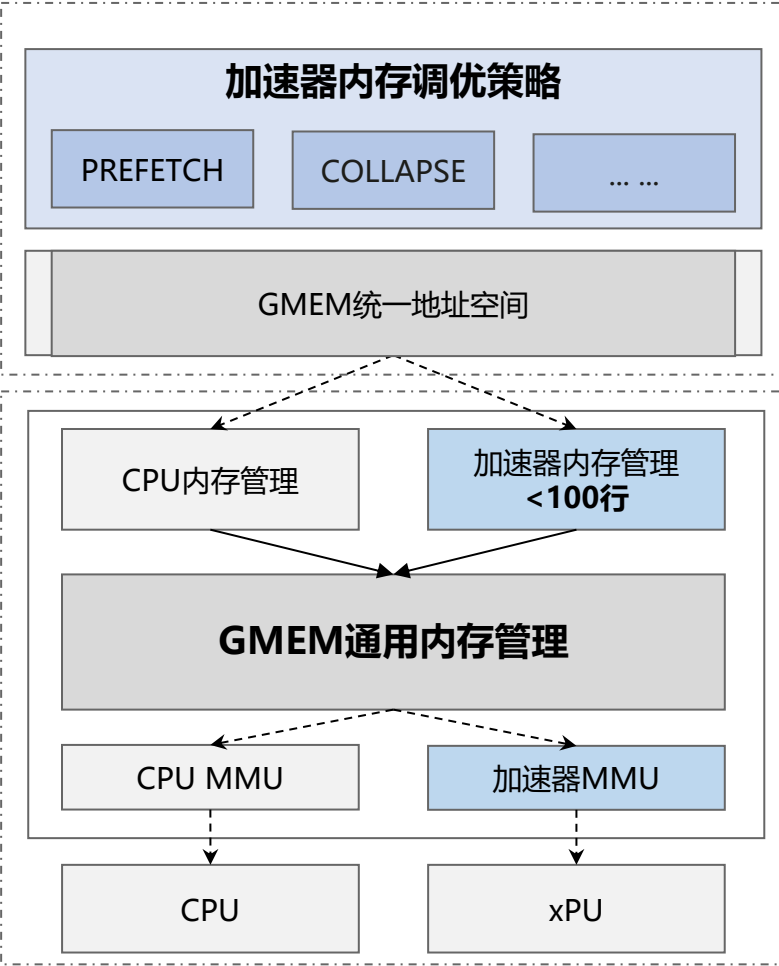 加速器内存调优策略
PREFETCH
COLLAPSE
... ...
GMEM统一地址空间
CPU内存管理
加速器内存管理
<100行
GMEM通用内存管理
CPU MMU
加速器MMU
CPU
xPU